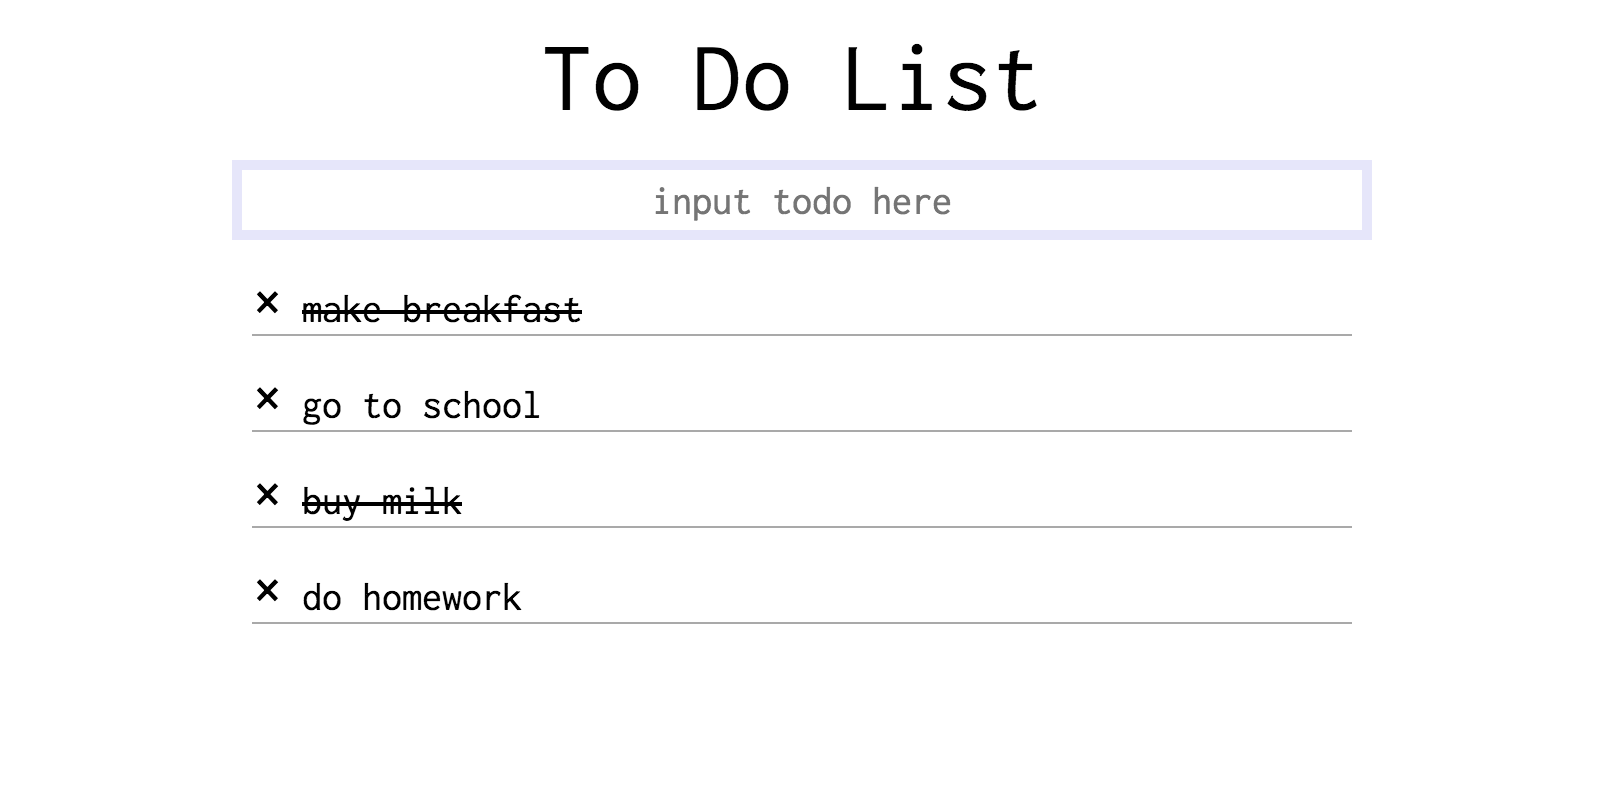 To Do List
input todo here
× make breakfast
× go to school
× buy milk
× do homework